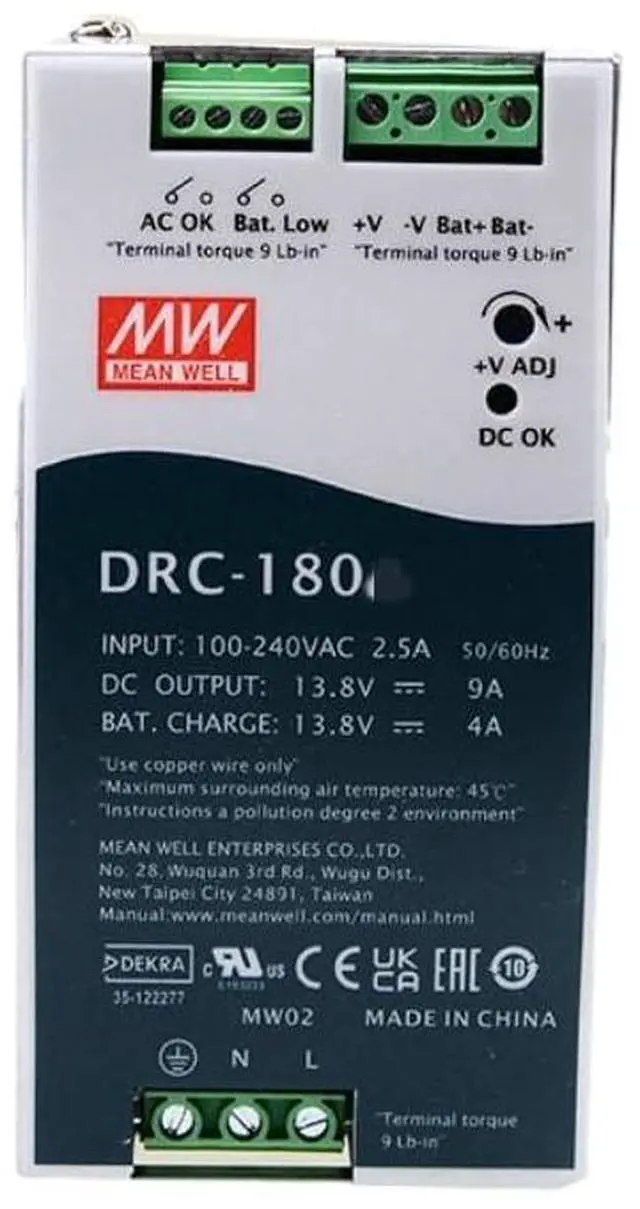 AC OK Bat. Low +V -V Bat+ Bat-
"Terminal torque 9 Lb-in" "Terminal torque 9 Lb-in"
MW
MEAN WELL
+
+V ADJ
DC OK
DRC-180
INPUT: 100-240VAC 2.5A 50/60Hz
DC OUTPUT: 13.8V ⎓ 9A
BAT. CHARGE: 13.8V ⎓ 4A
"Use copper wire only"
"Maximum surrounding air temperature: 45℃"
"Instructions a pollution degree 2 environment"
MEAN WELL ENTERPRISES CO.,LTD.
No. 28, Wuquan 3rd Rd., Wugu Dist.,
New Taipei City 24891, Taiwan
Manual:www.meanwell.com/manual.html
DEKRA c RU us CE UK CA EAC 10
35-122277
MW02 MADE IN CHINA
N L
"Terminal torque
9 Lb-in"